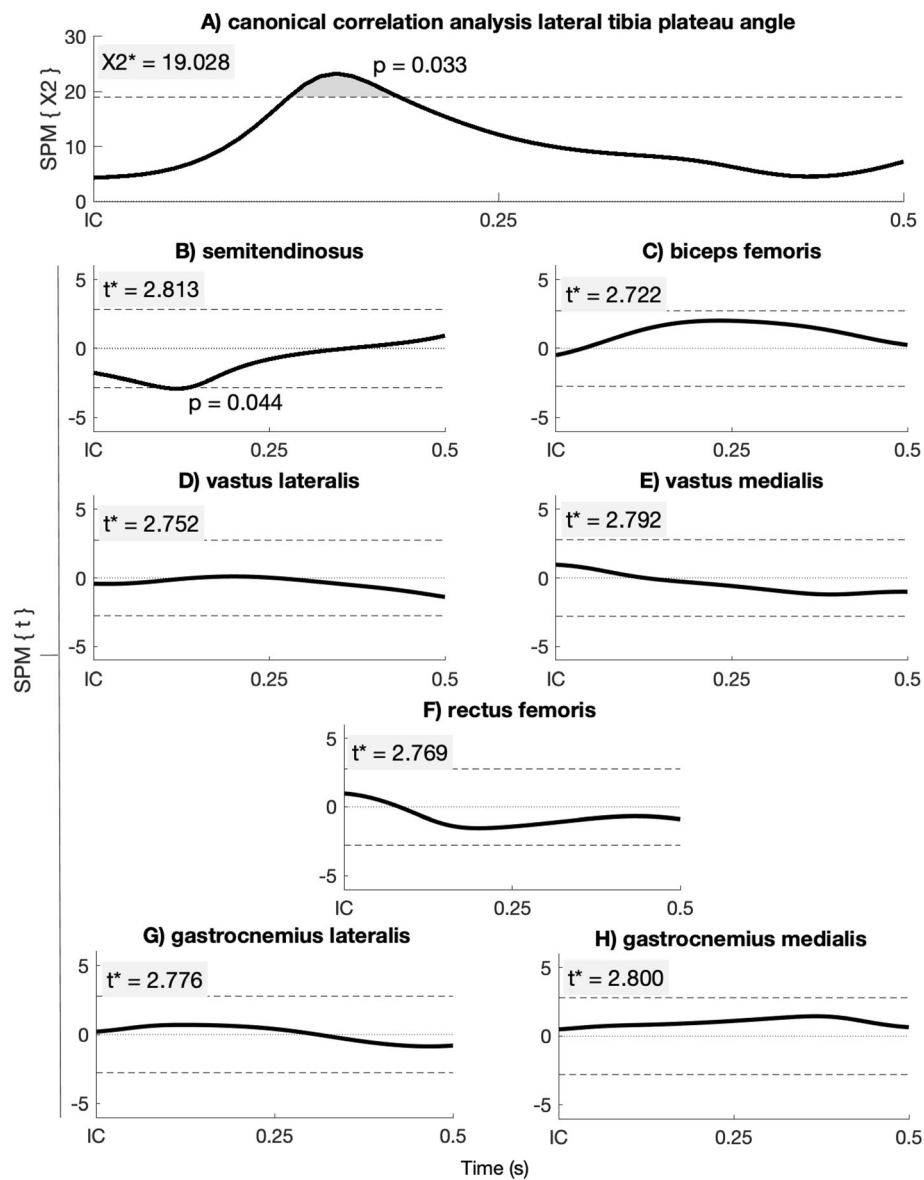 A) canonical correlation analysis lateral tibia plateau angle
30
X2* = 19.028
p = 0.033
20
10
0
SPM { X2 }
IC 0.25 0.5
B) semitendinosus
5
t* = 2.813
0
p = 0.044
-5
IC 0.25 0.5
C) biceps femoris
5
t* = 2.722
0
-5
IC 0.25 0.5
D) vastus lateralis
5
t* = 2.752
0
-5
IC 0.25 0.5
E) vastus medialis
5
t* = 2.792
0
-5
IC 0.25 0.5
SPM { t }
F) rectus femoris
5
t* = 2.769
0
-5
IC 0.25 0.5
G) gastrocnemius lateralis
5
t* = 2.776
0
-5
IC 0.25 0.5
H) gastrocnemius medialis
5
t* = 2.800
0
-5
IC 0.25 0.5
Time (s)